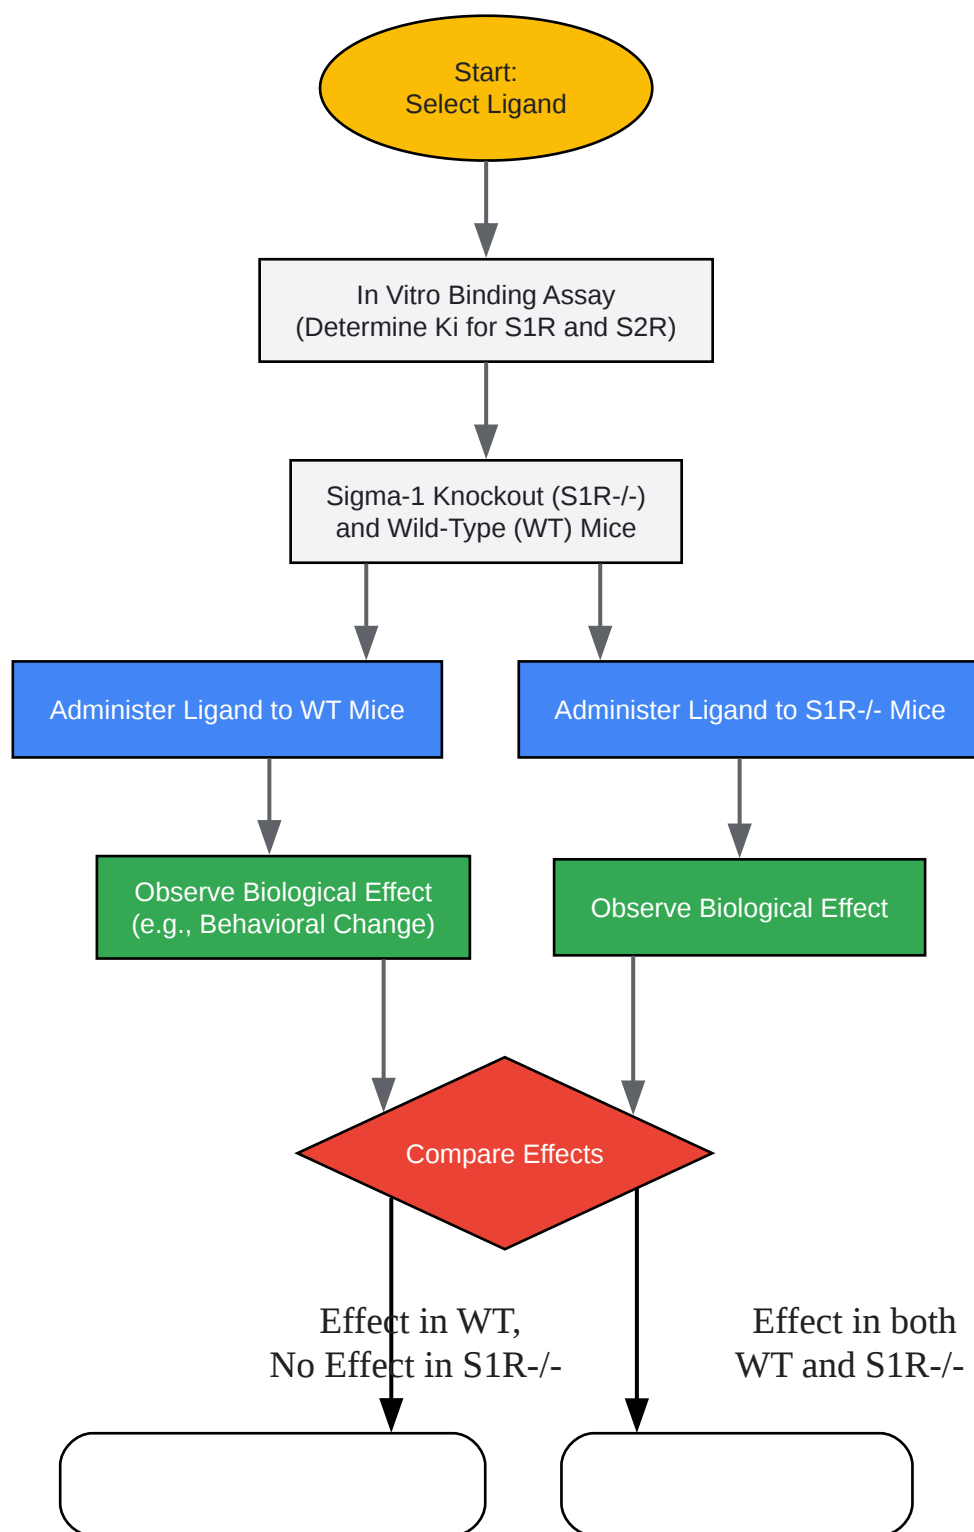 Start:
Select Ligand
In Vitro Binding Assay
(Determine Ki for S1R and S2R)
Sigma-1 Knockout (S1R-/-)
and Wild-Type (WT) Mice
Administer Ligand to WT Mice
Administer Ligand to S1R-/- Mice
Observe Biological Effect
(e.g., Behavioral Change)
Observe Biological Effect
Compare Effects
Effect in WT,
No Effect in S1R-/-
Effect in both
WT and S1R-/-